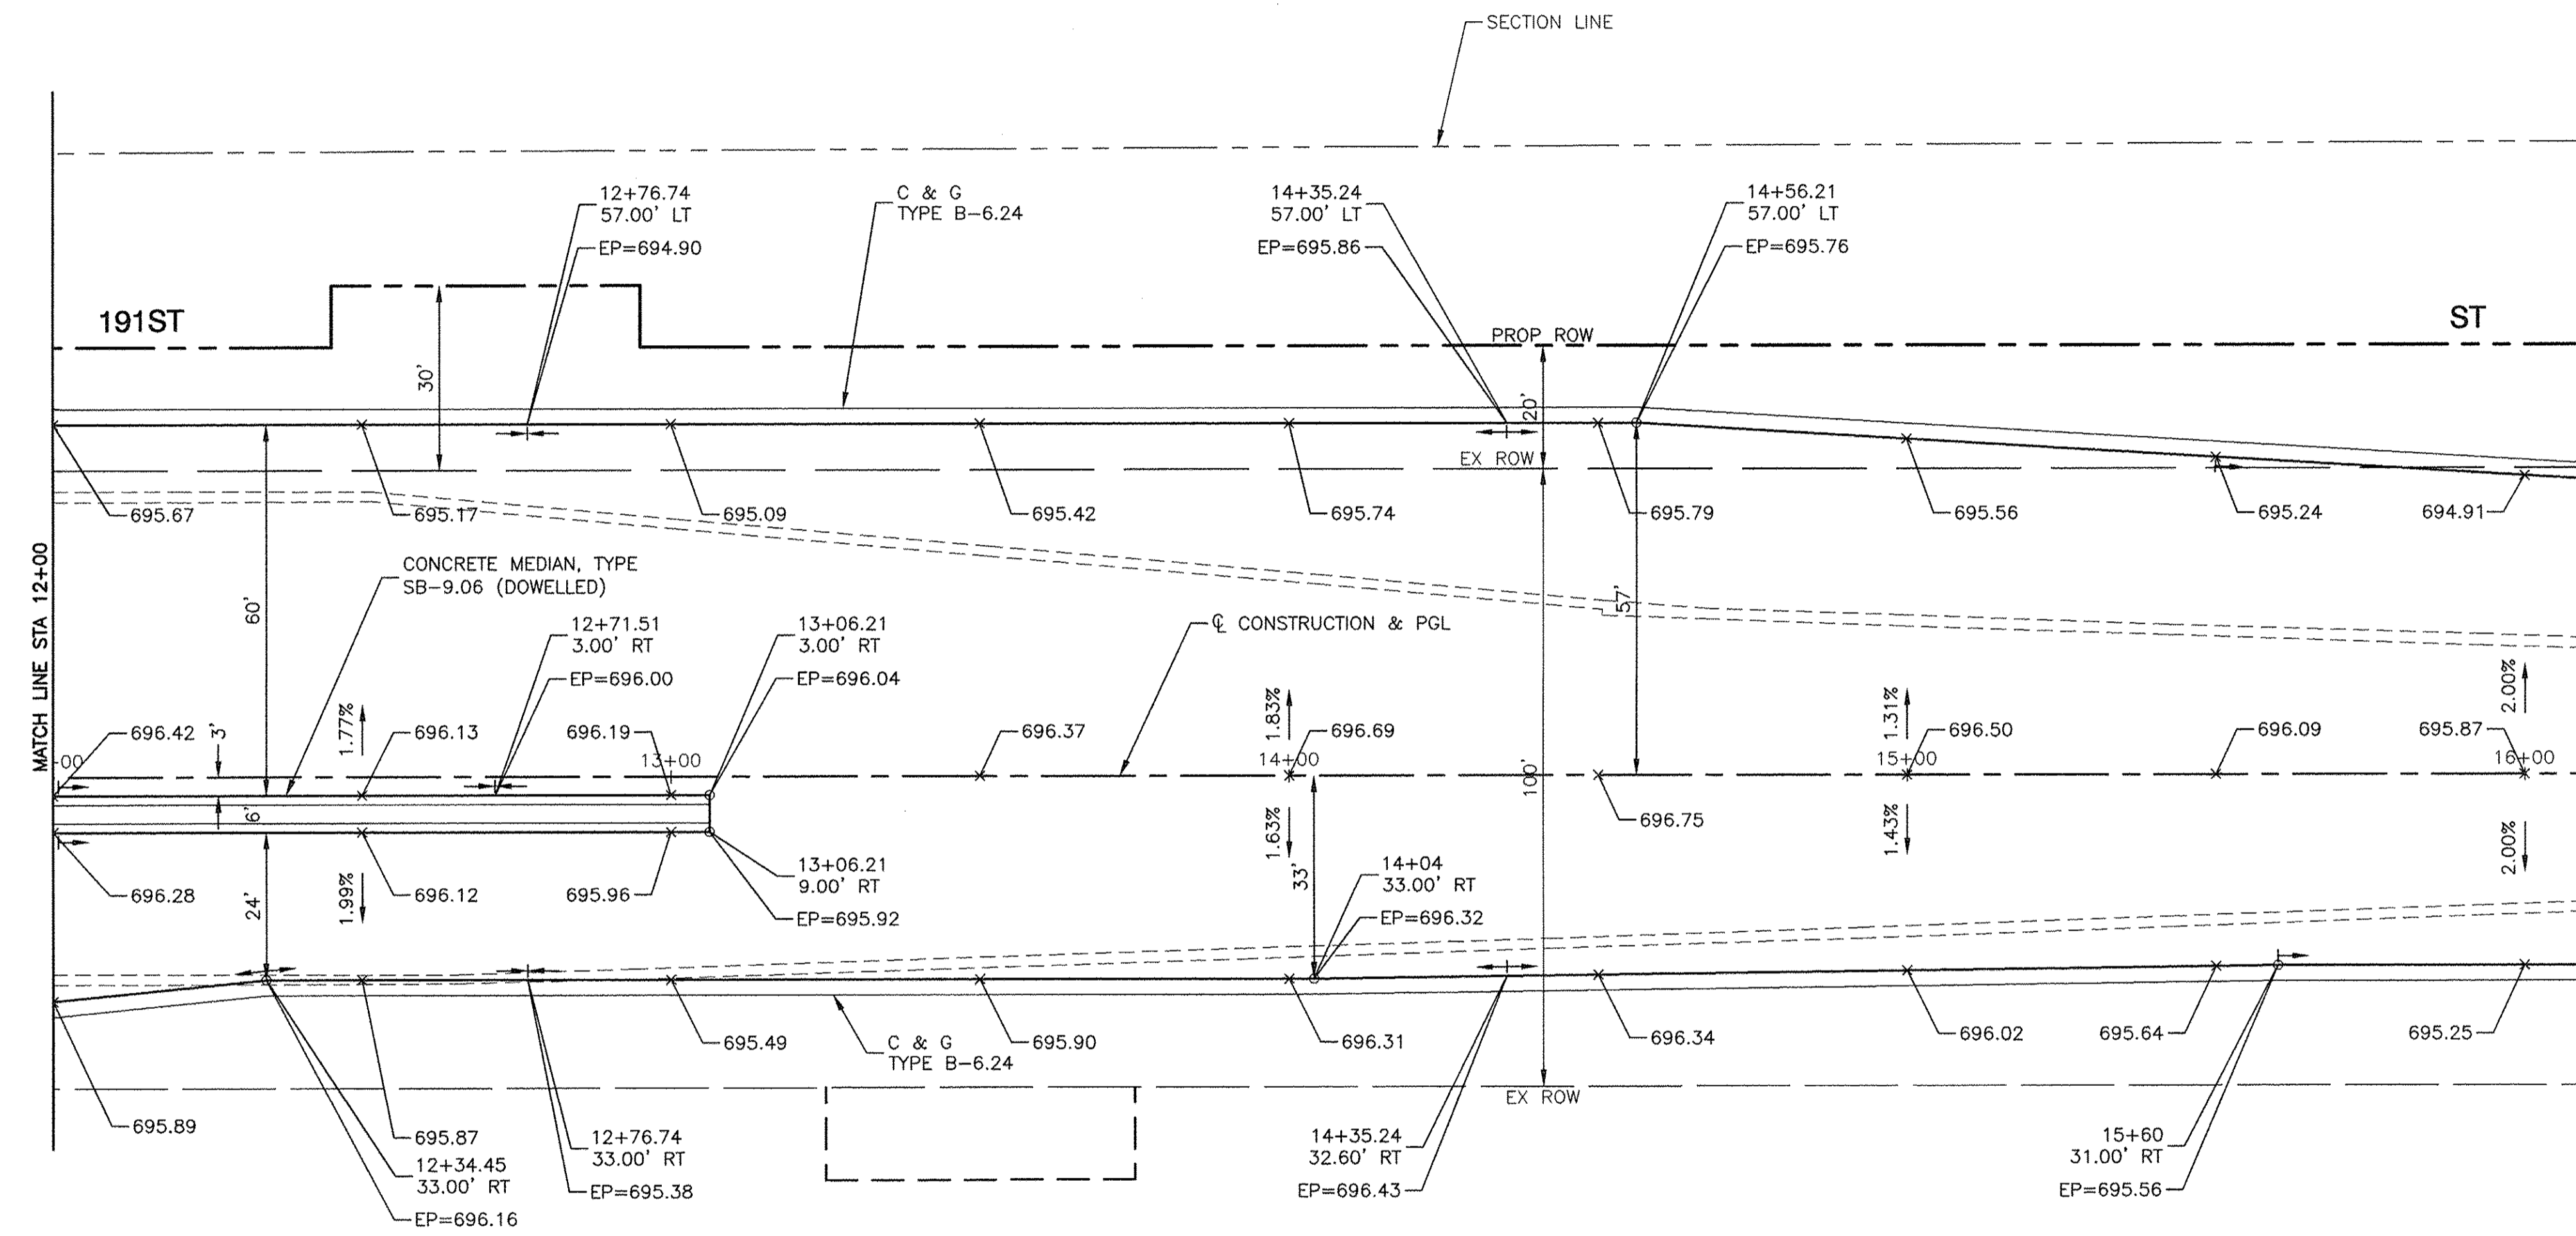 SECTION LINE
12+76.74
57.00' LT
EP=694.90
C & G
TYPE B-6.24
14+35.24
57.00' LT
EP=695.86
14+56.21
57.00' LT
EP=695.76
191ST
ST
PROP ROW
30'
20'
EX ROW
695.67
695.17
695.09
695.42
695.74
695.79
695.56
695.24
694.91
MATCH LINE STA 12+00
60'
CONCRETE MEDIAN, TYPE
SB-9.06 (DOWELLED)
57'
12+71.51
3.00' RT
EP=696.00
13+06.21
3.00' RT
EP=696.04
℄ CONSTRUCTION & PGL
696.42
3'
1.77%
696.13
696.19
696.37
1.83%
696.69
1.31%
696.50
696.09
695.87
2.00%
-00
13+00
14+00
15+00
16+00
6'
100'
696.75
1.63%
1.43%
2.00%
33'
696.28
24'
1.99%
696.12
695.96
13+06.21
9.00' RT
EP=695.92
14+04
33.00' RT
EP=696.32
695.49
C & G
TYPE B-6.24
695.90
696.31
696.34
696.02
695.64
695.25
EX ROW
695.89
695.87
12+34.45
33.00' RT
EP=696.16
12+76.74
33.00' RT
EP=695.38
14+35.24
32.60' RT
EP=696.43
15+60
31.00' RT
EP=695.56